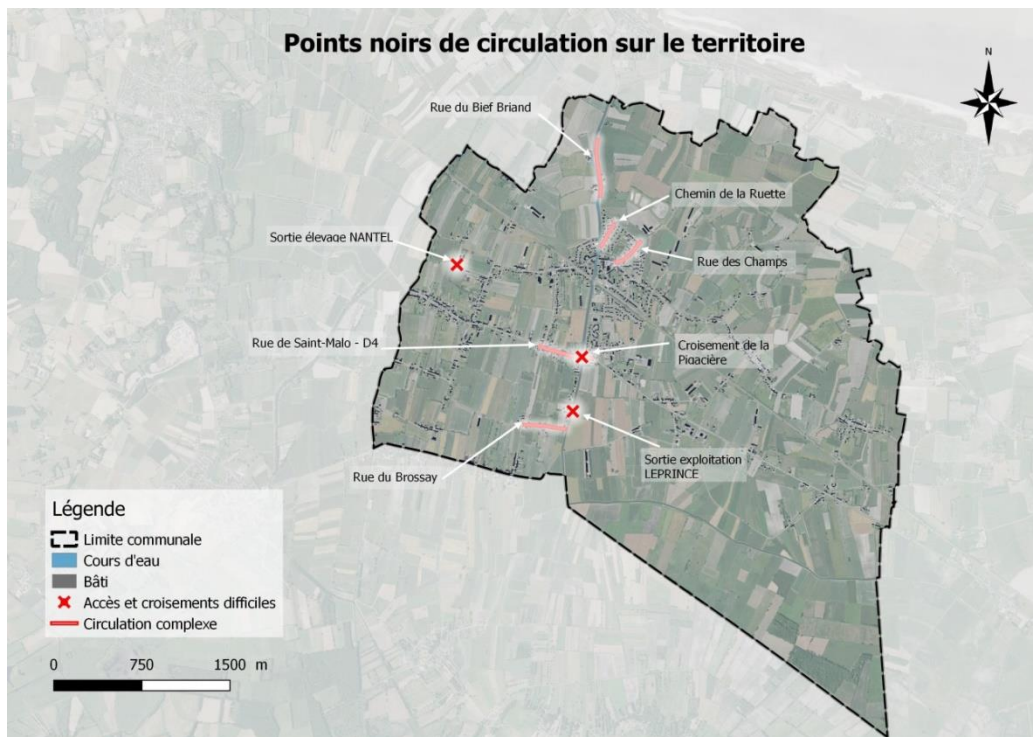 Points noirs de circulation sur le territoire
N
Rue du Bief Briand
Chemin de la Ruette
Sortie élevage NANTEL
Rue des Champs
Rue de Saint-Malo - D4
Croisement de la
Pigacière
Sortie exploitation
LEPRINCE
Rue du Brossay
Légende
Limite communale
Cours d'eau
Bâti
Accès et croisements difficiles
Circulation complexe
0 750 1500 m